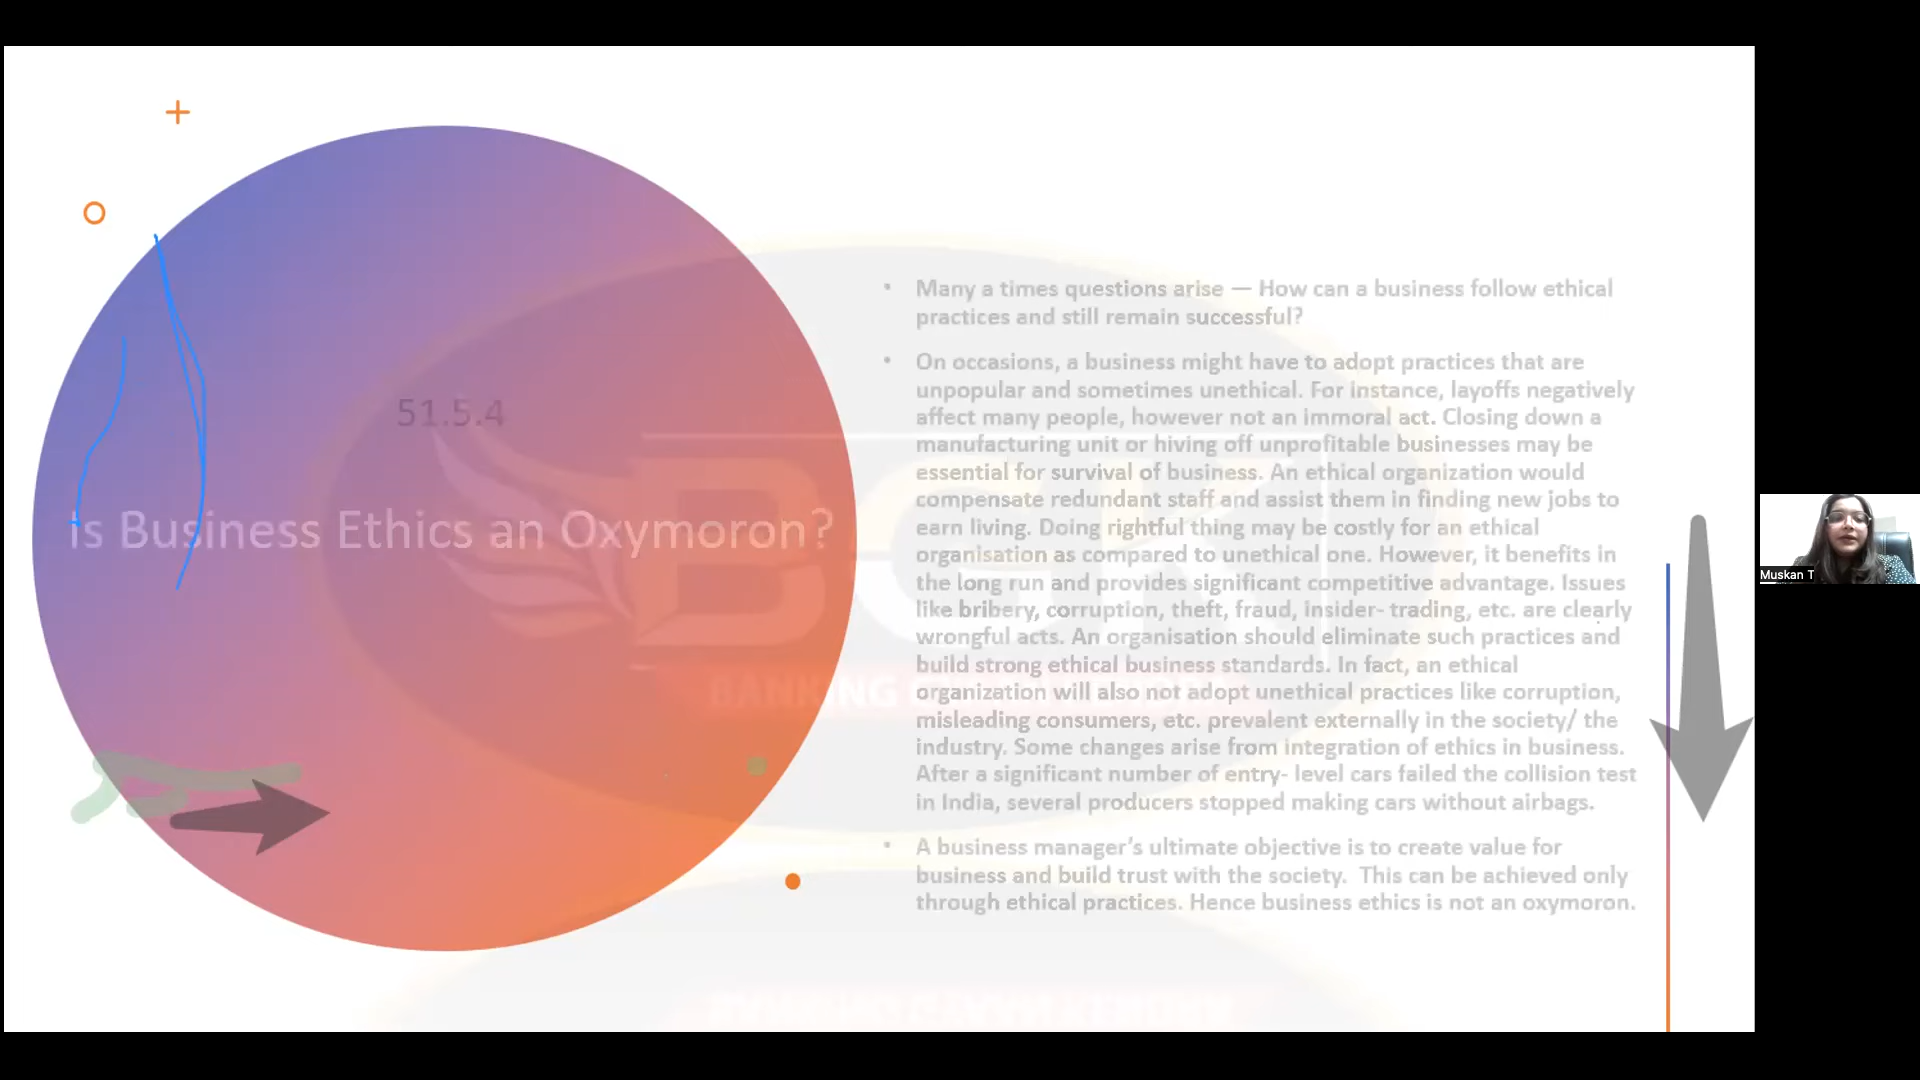 51.5.4
Is Business Ethics an Oxymoron?
• Many a times questions arise — How can a business follow ethical
practices and still remain successful?
• On occasions, a business might have to adopt practices that are
unpopular and sometimes unethical. For instance, layoffs negatively
affect many people, however not an immoral act. Closing down a
manufacturing unit or hiving off unprofitable businesses may be
essential for survival of business. An ethical organization would
compensate redundant staff and assist them in finding new jobs to
earn living. Doing rightful thing may be costly for an ethical
organisation as compared to unethical one. However, it benefits in
the long run and provides significant competitive advantage. Issues
like bribery, corruption, theft, fraud, insider- trading, etc. are clearly
wrongful acts. An organisation should eliminate such practices and
build strong ethical business standards. In fact, an ethical
organization will also not adopt unethical practices like corruption,
misleading consumers, etc. prevalent externally in the society/ the
industry. Some changes arise from integration of ethics in business.
After a significant number of entry- level cars failed the collision test
in India, several producers stopped making cars without airbags.
• A business manager’s ultimate objective is to create value for
business and build trust with the society.  This can be achieved only
through ethical practices. Hence business ethics is not an oxymoron.
BANKING
Muskan T